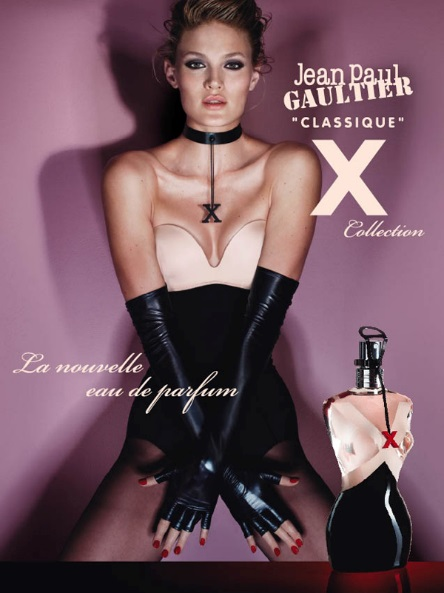 Jean Paul
GAULTIER
"CLASSIQUE"
X
Collection
X
La nouvelle
eau de parfum
X